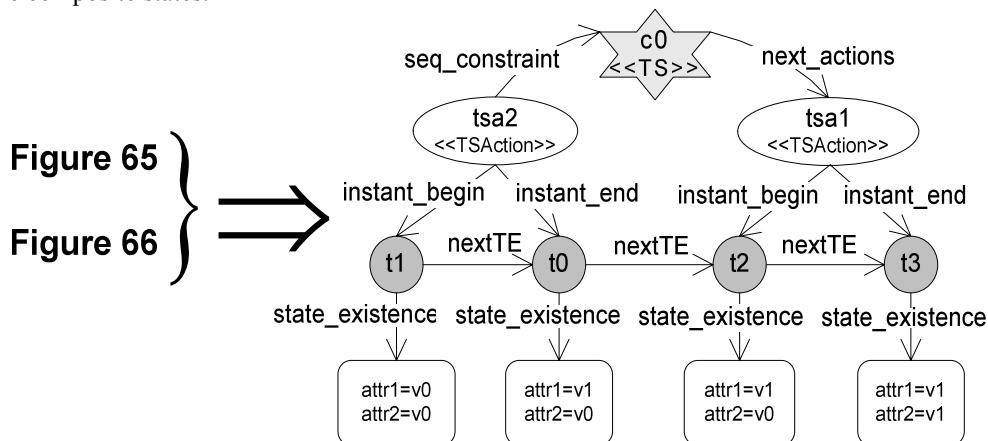 c0
<<TS>>
seq_constraint
next_actions
tsa2
<<TSAction>>
tsa1
<<TSAction>>
Figure 65
Figure 66
instant_begin
instant_end
instant_begin
instant_end
nextTE
nextTE
nextTE
t1
t0
t2
t3
state_existence
state_existence
state_existence
state_existence
attr1=v0
attr2=v0
attr1=v1
attr2=v0
attr1=v1
attr2=v0
attr1=v1
attr2=v1